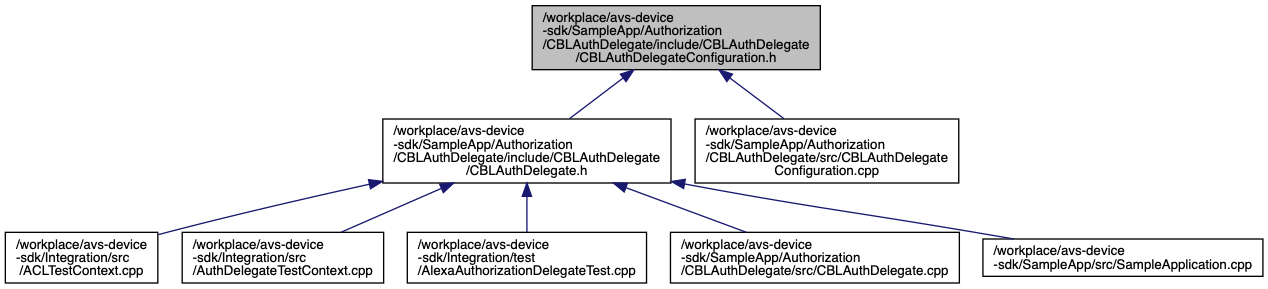 /workplace/avs-device
-sdk/SampleApp/Authorization
/CBLAuthDelegate/include/CBLAuthDelegate
/CBLAuthDelegateConfiguration.h
/workplace/avs-device
-sdk/SampleApp/Authorization
/CBLAuthDelegate/include/CBLAuthDelegate
/CBLAuthDelegate.h
/workplace/avs-device
-sdk/SampleApp/Authorization
/CBLAuthDelegate/src/CBLAuthDelegate
Configuration.cpp
/workplace/avs-device
-sdk/Integration/src
/ACLTestContext.cpp
/workplace/avs-device
-sdk/Integration/src
/AuthDelegateTestContext.cpp
/workplace/avs-device
-sdk/Integration/test
/AlexaAuthorizationDelegateTest.cpp
/workplace/avs-device
-sdk/SampleApp/Authorization
/CBLAuthDelegate/src/CBLAuthDelegate.cpp
/workplace/avs-device
-sdk/SampleApp/src/SampleApplication.cpp